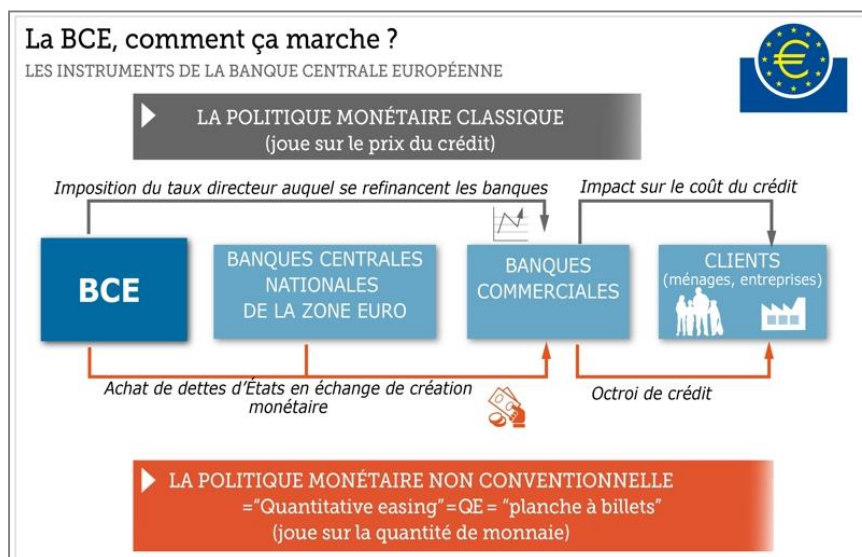 La BCE, comment ça marche ?
LES INSTRUMENTS DE LA BANQUE CENTRALE EUROPÉENNE
LA POLITIQUE MONÉTAIRE CLASSIQUE
(joue sur le prix du crédit)
Imposition du taux directeur auquel se refinancent les banques
Impact sur le coût du crédit
BCE
BANQUES CENTRALES
NATIONALES
DE LA ZONE EURO
BANQUES
COMMERCIALES
CLIENTS
(ménages, entreprises)
Achat de dettes d'États en échange de création
monétaire
Octroi de crédit
LA POLITIQUE MONÉTAIRE NON CONVENTIONNELLE
="Quantitative easing"=QE = "planche à billets"
(joue sur la quantité de monnaie)